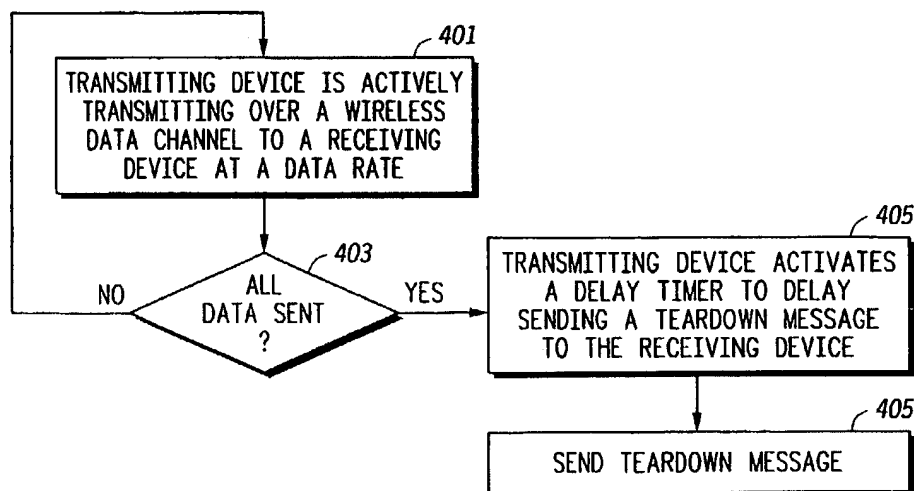 401
TRANSMITTING DEVICE IS ACTIVELY
TRANSMITTING OVER A WIRELESS
DATA CHANNEL TO A RECEIVING
DEVICE AT A DATA RATE
403
ALL
DATA SENT
?
NO
YES
405
TRANSMITTING DEVICE ACTIVATES
A DELAY TIMER TO DELAY
SENDING A TEARDOWN MESSAGE
TO THE RECEIVING DEVICE
405
SEND TEARDOWN MESSAGE